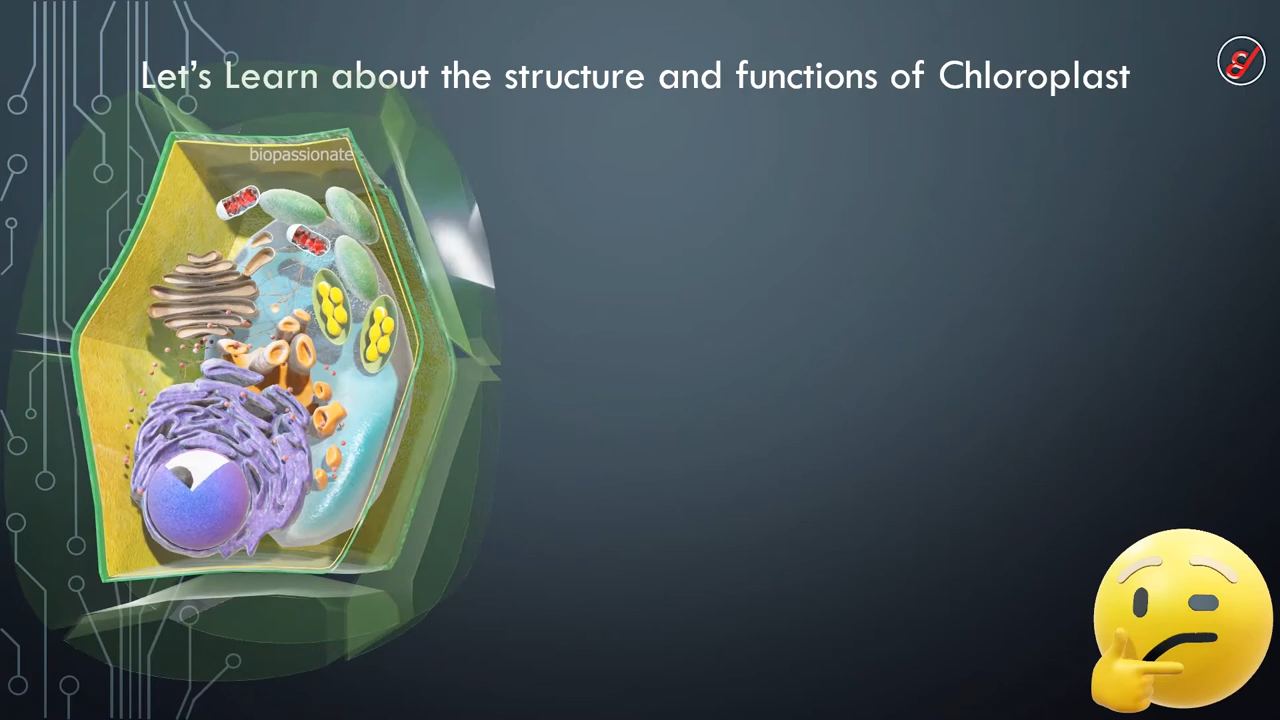 Let's Learn about the structure and functions of Chloroplast
biopassionate